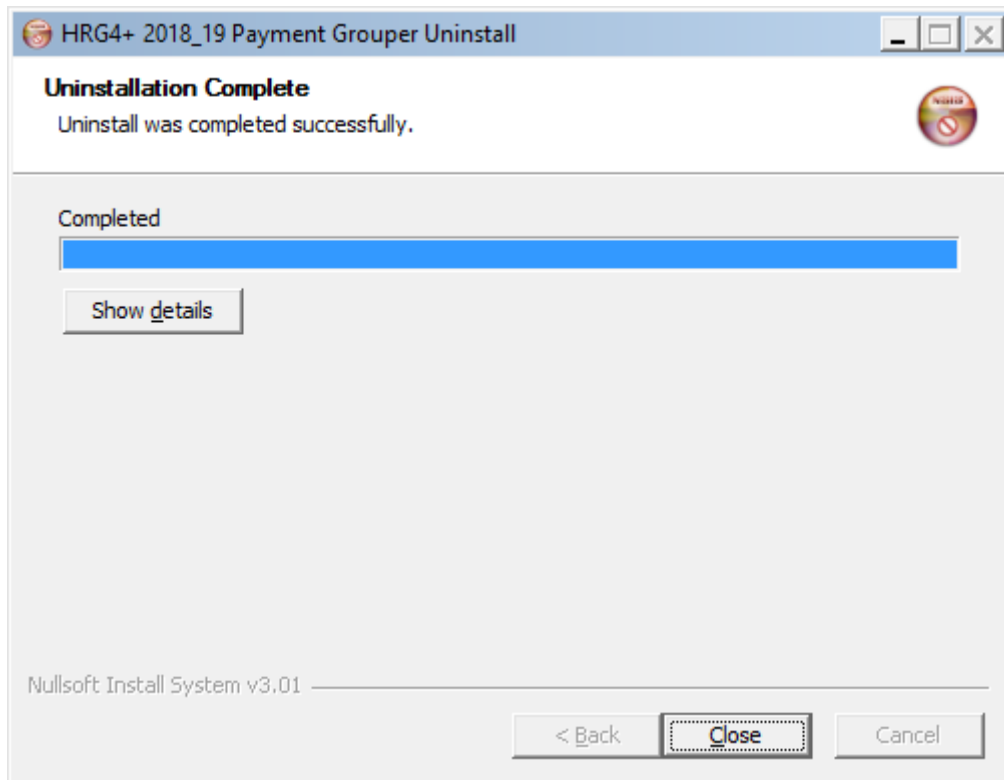 HRG4+ 2018_19 Payment Grouper Uninstall
Uninstallation Complete
Uninstall was completed successfully.
Completed
Show details
Nullsoft Install System v3.01
< Back
Close
Cancel